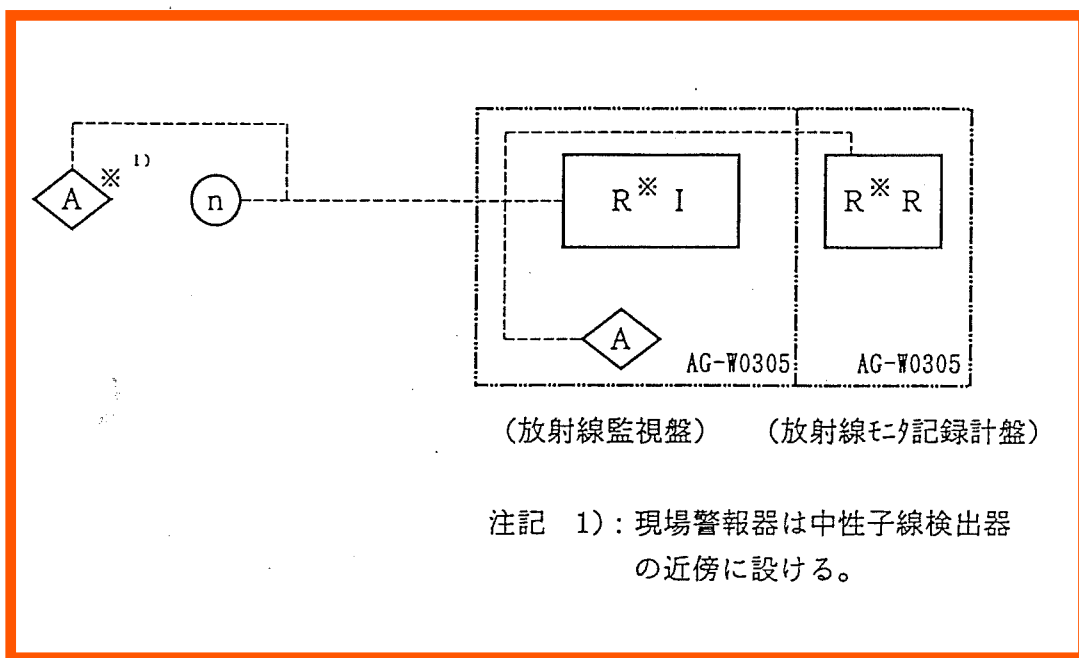 A※ 1)
n
R※ I
R※ R
A
AG-W0305
AG-W0305
(放射線監視盤)
(放射線ﾓﾆﾀ記録計盤)
注記 1): 現場警報器は中性子線検出器
の近傍に設ける。